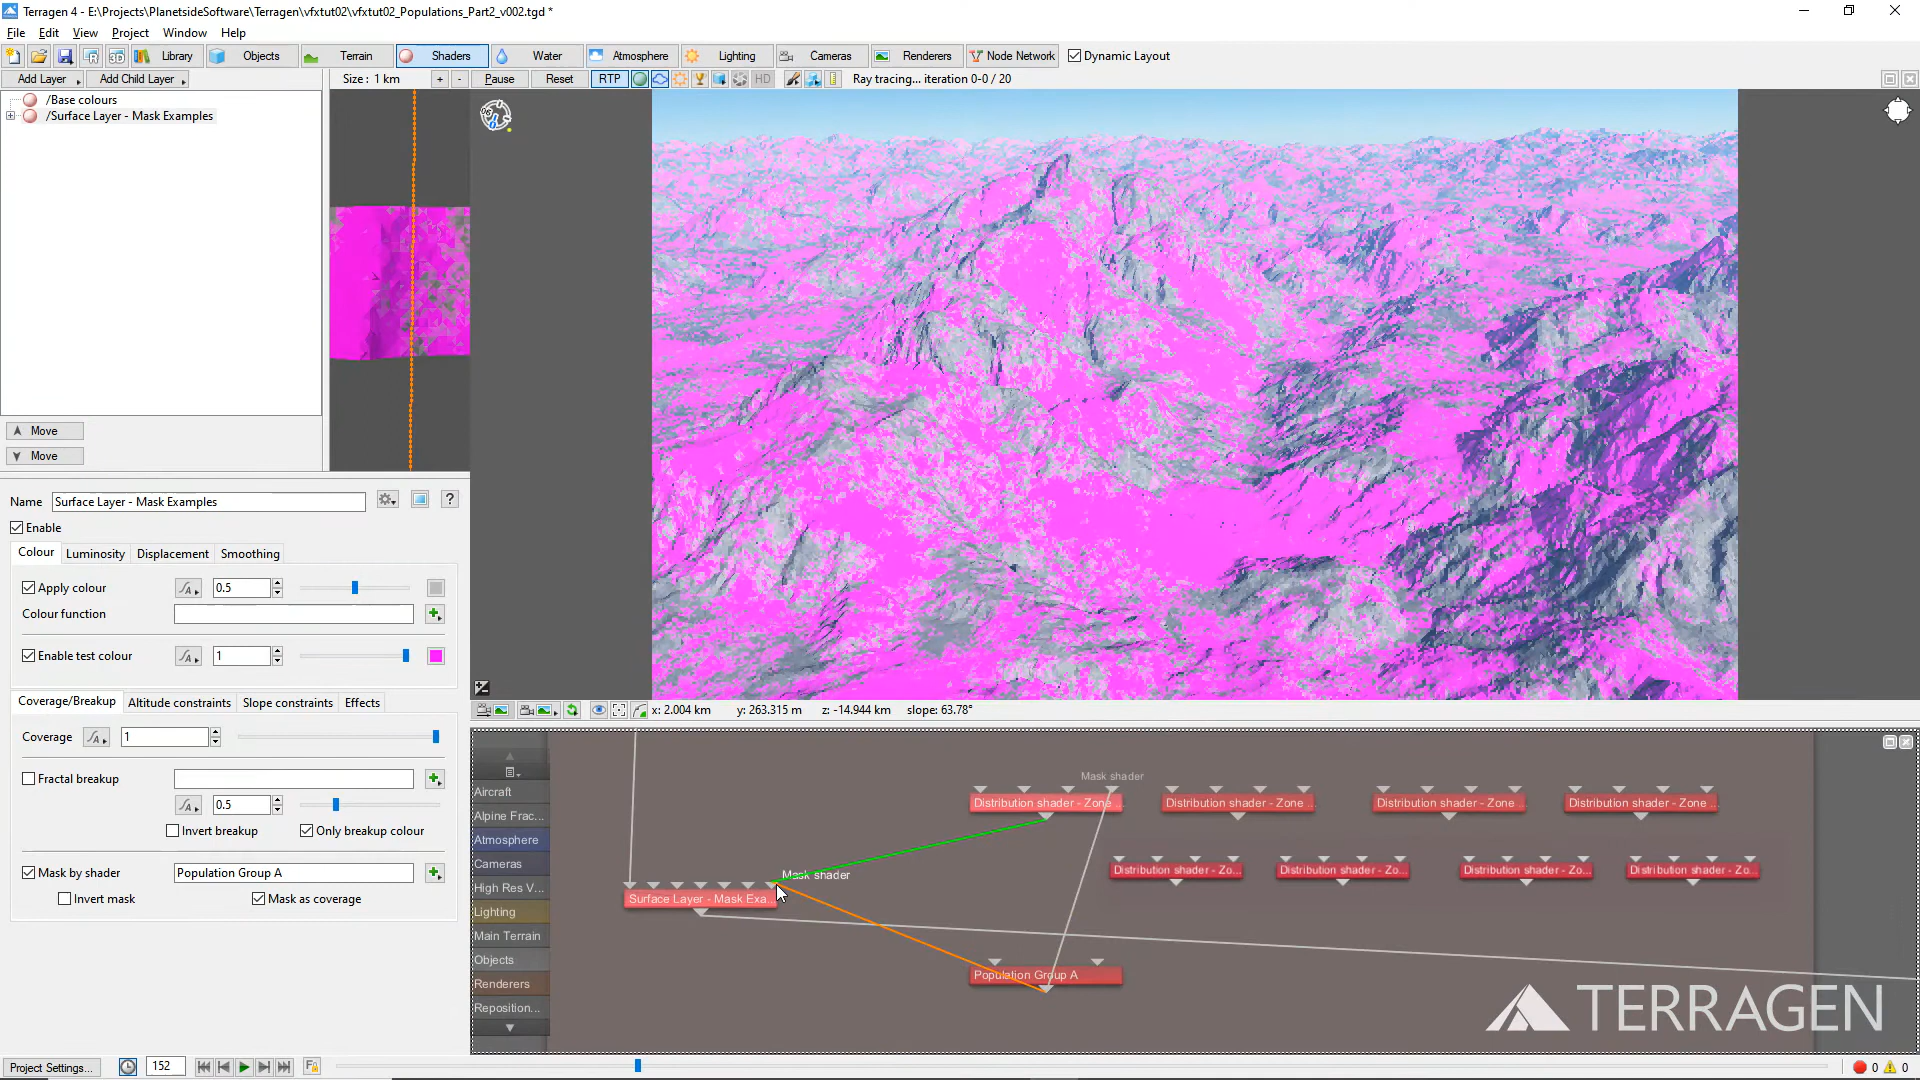 Terragen 4 - E:\Projects\PlanetsideSoftware\Terragen\vfxtut02\vfxtut02_Populations_Part2_v002.tgd *
File Edit View Project Window Help
Library Objects Terrain Shaders Water Atmosphere Lighting Cameras Renderers Node Network Dynamic Layout
Add Layer Add Child Layer Size : 1 km + - Pause Reset RTP HD Ray tracing... iteration 0-0 / 20
/Base colours
/Surface Layer - Mask Examples
Move
Move
Name Surface Layer - Mask Examples ?
Enable
Colour Luminosity Displacement Smoothing
Apply colour 0.5
Colour function
Enable test colour 1
Coverage/Breakup Altitude constraints Slope constraints Effects
Coverage 1
Fractal breakup
0.5
Invert breakup Only breakup colour
Mask by shader Population Group A
Invert mask Mask as coverage
x: 2.004 km y: 263.315 m z: -14.944 km slope: 63.78°
Aircraft
Alpine Frac...
Atmosphere
Cameras
High Res V...
Lighting
Main Terrain
Objects
Renderers
Reposition...
Mask shader
Distribution shader - Zone ... Distribution shader - Zone ... Distribution shader - Zone ... Distribution shader - Zone ...
Distribution shader - Zo... Distribution shader - Zo... Distribution shader - Zo... Distribution shader - Zo...
Mask shader
Surface Layer - Mask Exa...
Population Group A
TERRAGEN
Project Settings... 152 0 0